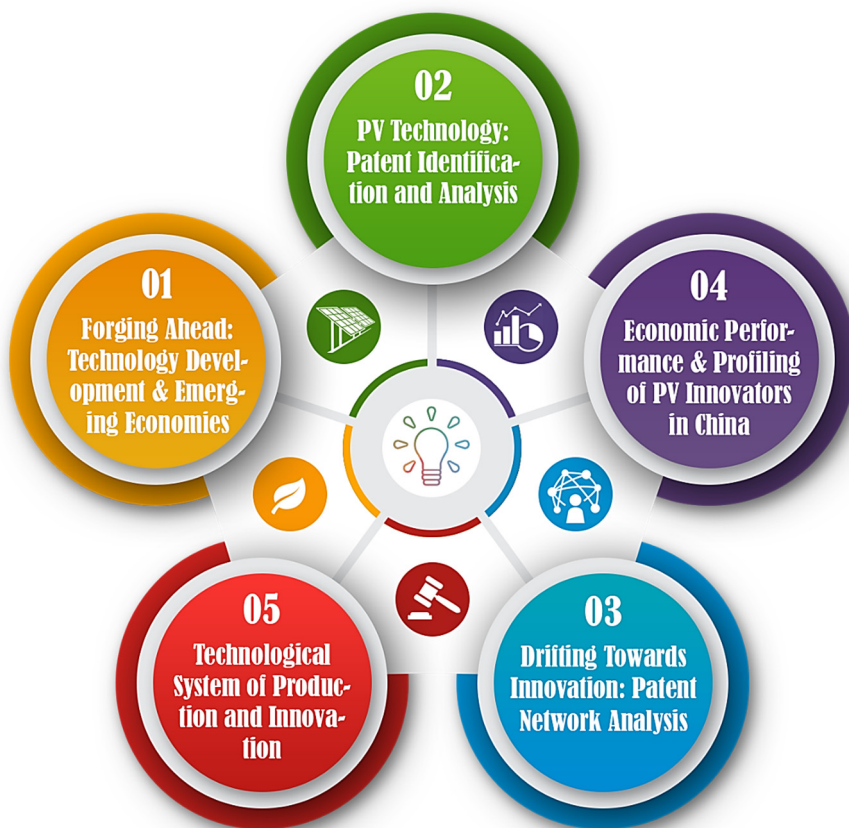 02
PV Technology:
Patent Identifica-
tion and Analysis
01
Forging Ahead:
Technology Devel-
opment & Emerg-
ing Economies
04
Economic Perfor-
mance & Profiling
of PV Innovators
in China
05
Technological
System of Produc-
tion and Innova-
tion
03
Drifting Towards
Innovation: Patent
Network Analysis